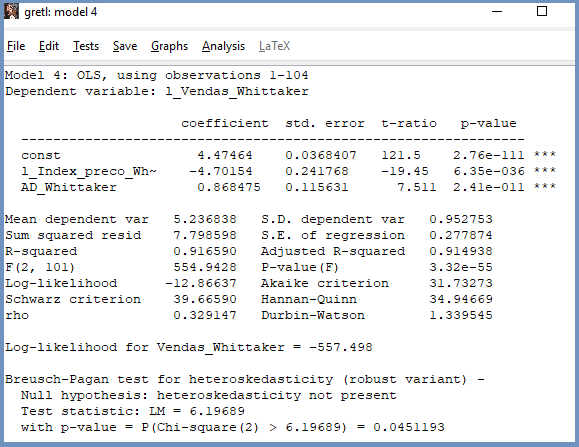 gretl: model 4
File Edit Tests Save Graphs Analysis LaTeX
Model 4: OLS, using observations 1-104
Dependent variable: l_Vendas_Whittaker
coefficient std. error t-ratio p-value
---------------------------------------------------------------
const 4.47464 0.0368407 121.5 2.76e-111 ***
l_Index_preco_Wh~ -4.70154 0.241768 -19.45 6.35e-036 ***
AD_Whittaker 0.868475 0.115631 7.511 2.41e-011 ***
Mean dependent var 5.236838 S.D. dependent var 0.952753
Sum squared resid 7.798598 S.E. of regression 0.277874
R-squared 0.916590 Adjusted R-squared 0.914938
F(2, 101) 554.9428 P-value(F) 3.32e-55
Log-likelihood -12.86637 Akaike criterion 31.73273
Schwarz criterion 39.66590 Hannan-Quinn 34.94669
rho 0.329147 Durbin-Watson 1.339545
Log-likelihood for Vendas_Whittaker = -557.498
Breusch-Pagan test for heteroskedasticity (robust variant) -
Null hypothesis: heteroskedasticity not present
Test statistic: LM = 6.19689
with p-value = P(Chi-square(2) > 6.19689) = 0.0451193